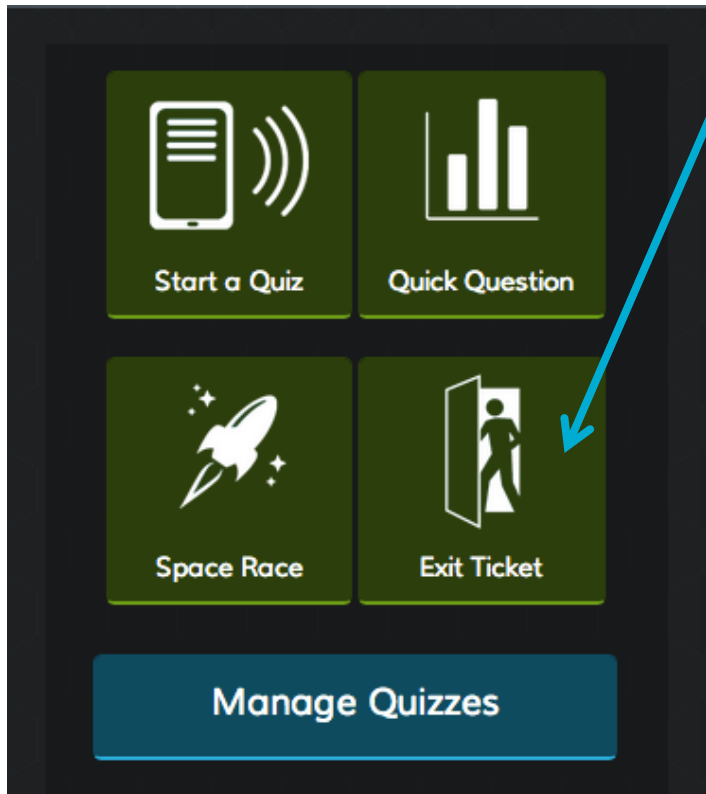 Start a Quiz
Quick Question
Space Race
Exit Ticket
Manage Quizzes